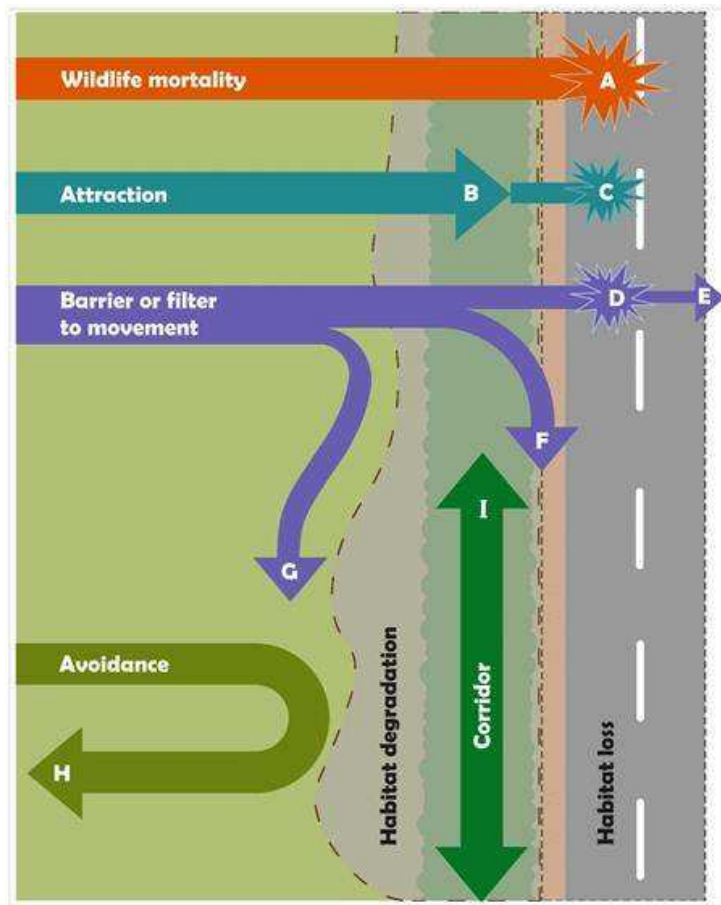 Wildlife mortality
A
Attraction
B
C
Barrier or filter
to movement
D
E
F
G
I
Avoidance
H
Habitat degradation
Corridor
Habitat loss